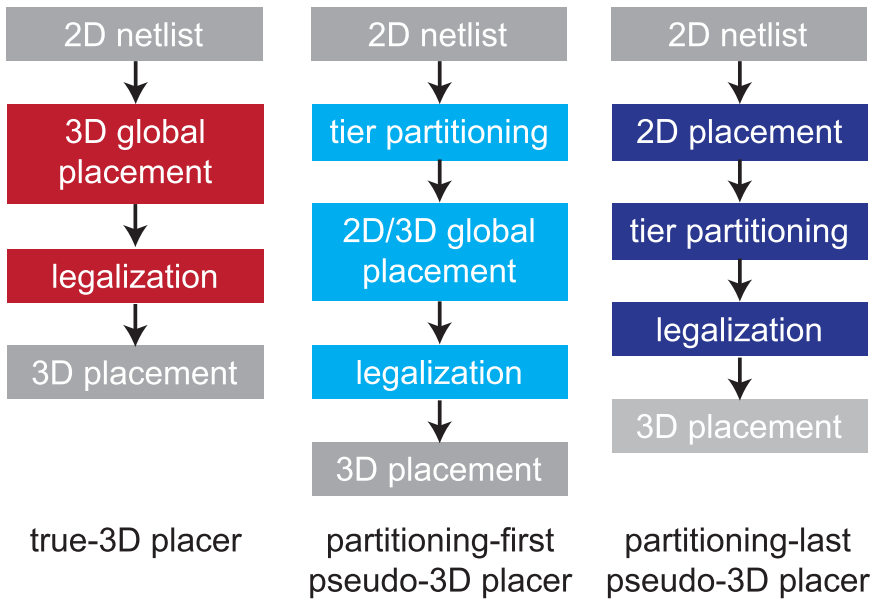 2D netlist
3D global
placement
legalization
3D placement
true-3D placer
2D netlist
tier partitioning
2D/3D global
placement
legalization
3D placement
partitioning-first
pseudo-3D placer
2D netlist
2D placement
tier partitioning
legalization
3D placement
partitioning-last
pseudo-3D placer